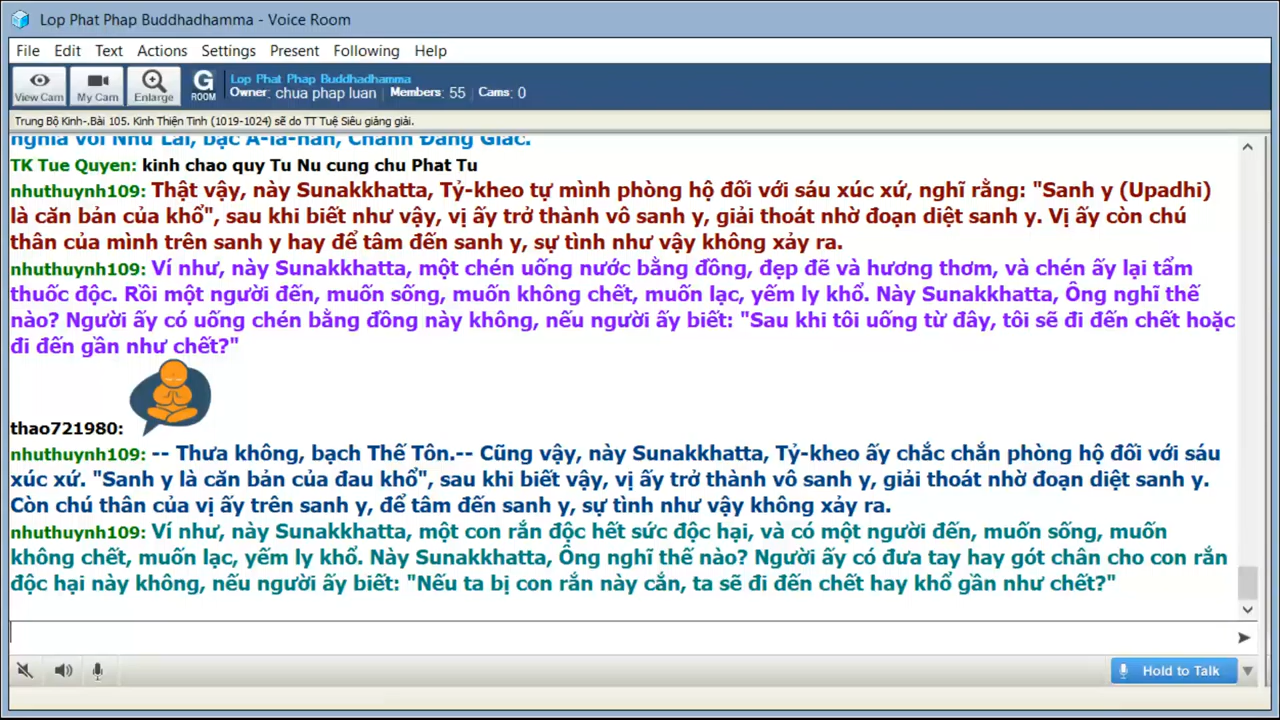 Lop Phat Phap Buddhadhamma - Voice Room
File Edit Text Actions Settings Present Following Help
View Cam My Cam Enlarge G ROOM
Lop Phat Phap Buddhadhamma
Owner: chua phap luan Members: 55 Cams: 0
Trung Bộ Kinh-.Bài 105. Kinh Thiện Tinh (1019-1024) sẽ do TT Tuệ Siêu giảng giải.
nghĩa với Như Lai, bậc A-la-hán, Chánh Đẳng Giác.
TK Tue Quyen: kinh chao quy Tu Nu cung chu Phat Tu
nhuthuynh109: Thật vậy, này Sunakkhatta, Tỷ-kheo tự mình phòng hộ đối với sáu xúc xứ, nghĩ rằng: "Sanh y (Upadhi)
là căn bản của khổ", sau khi biết như vậy, vị ấy trở thành vô sanh y, giải thoát nhờ đoạn diệt sanh y. Vị ấy còn chú
thân của mình trên sanh y hay để tâm đến sanh y, sự tình như vậy không xảy ra.
nhuthuynh109: Ví như, này Sunakkhatta, một chén uống nước bằng đồng, đẹp đẽ và hương thơm, và chén ấy lại tẩm
thuốc độc. Rồi một người đến, muốn sống, muốn không chết, muốn lạc, yếm ly khổ. Này Sunakkhatta, Ông nghĩ thế
nào? Người ấy có uống chén bằng đồng này không, nếu người ấy biết: "Sau khi tôi uống từ đây, tôi sẽ đi đến chết hoặc
đi đến gần như chết?"
thao721980:
nhuthuynh109: -- Thưa không, bạch Thế Tôn.-- Cũng vậy, này Sunakkhatta, Tỷ-kheo ấy chắc chắn phòng hộ đối với sáu
xúc xứ. "Sanh y là căn bản của đau khổ", sau khi biết vậy, vị ấy trở thành vô sanh y, giải thoát nhờ đoạn diệt sanh y.
Còn chú thân của vị ấy trên sanh y, để tâm đến sanh y, sự tình như vậy không xảy ra.
nhuthuynh109: Ví như, này Sunakkhatta, một con rắn độc hết sức độc hại, và có một người đến, muốn sống, muốn
không chết, muốn lạc, yếm ly khổ. Này Sunakkhatta, Ông nghĩ thế nào? Người ấy có đưa tay hay gót chân cho con rắn
độc hại này không, nếu người ấy biết: "Nếu ta bị con rắn này cắn, ta sẽ đi đến chết hay khổ gần như chết?"
Hold to Talk